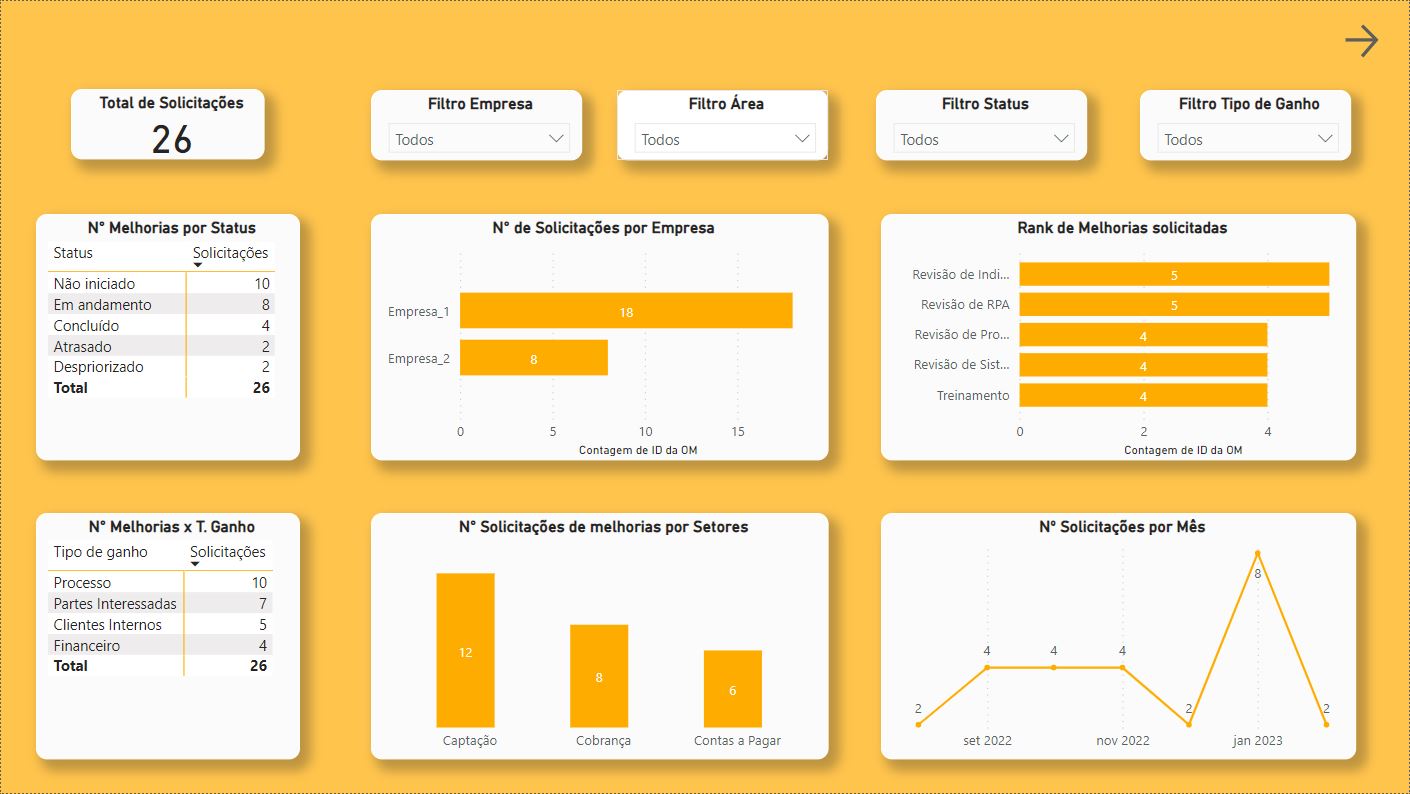 Total de Solicitações
26
Filtro Empresa
Todos
Filtro Área
Todos
Filtro Status
Todos
Filtro Tipo de Ganho
Todos
N° Melhorias por Status
Status Solicitações
Não iniciado 10
Em andamento 8
Concluído 4
Atrasado 2
Despriorizado 2
Total 26
N° de Solicitações por Empresa
Empresa_1 18
Empresa_2 8
0 5 10 15
Contagem de ID da OM
Rank de Melhorias solicitadas
Revisão de Indi... 5
Revisão de RPA 5
Revisão de Pro... 4
Revisão de Sist... 4
Treinamento 4
0 2 4
Contagem de ID da OM
N° Melhorias x T. Ganho
Tipo de ganho Solicitações
Processo 10
Partes Interessadas 7
Clientes Internos 5
Financeiro 4
Total 26
N° Solicitações de melhorias por Setores
12 8 6
Captação Cobrança Contas a Pagar
N° Solicitações por Mês
2 4 4 4 2 8 2
set 2022 nov 2022 jan 2023